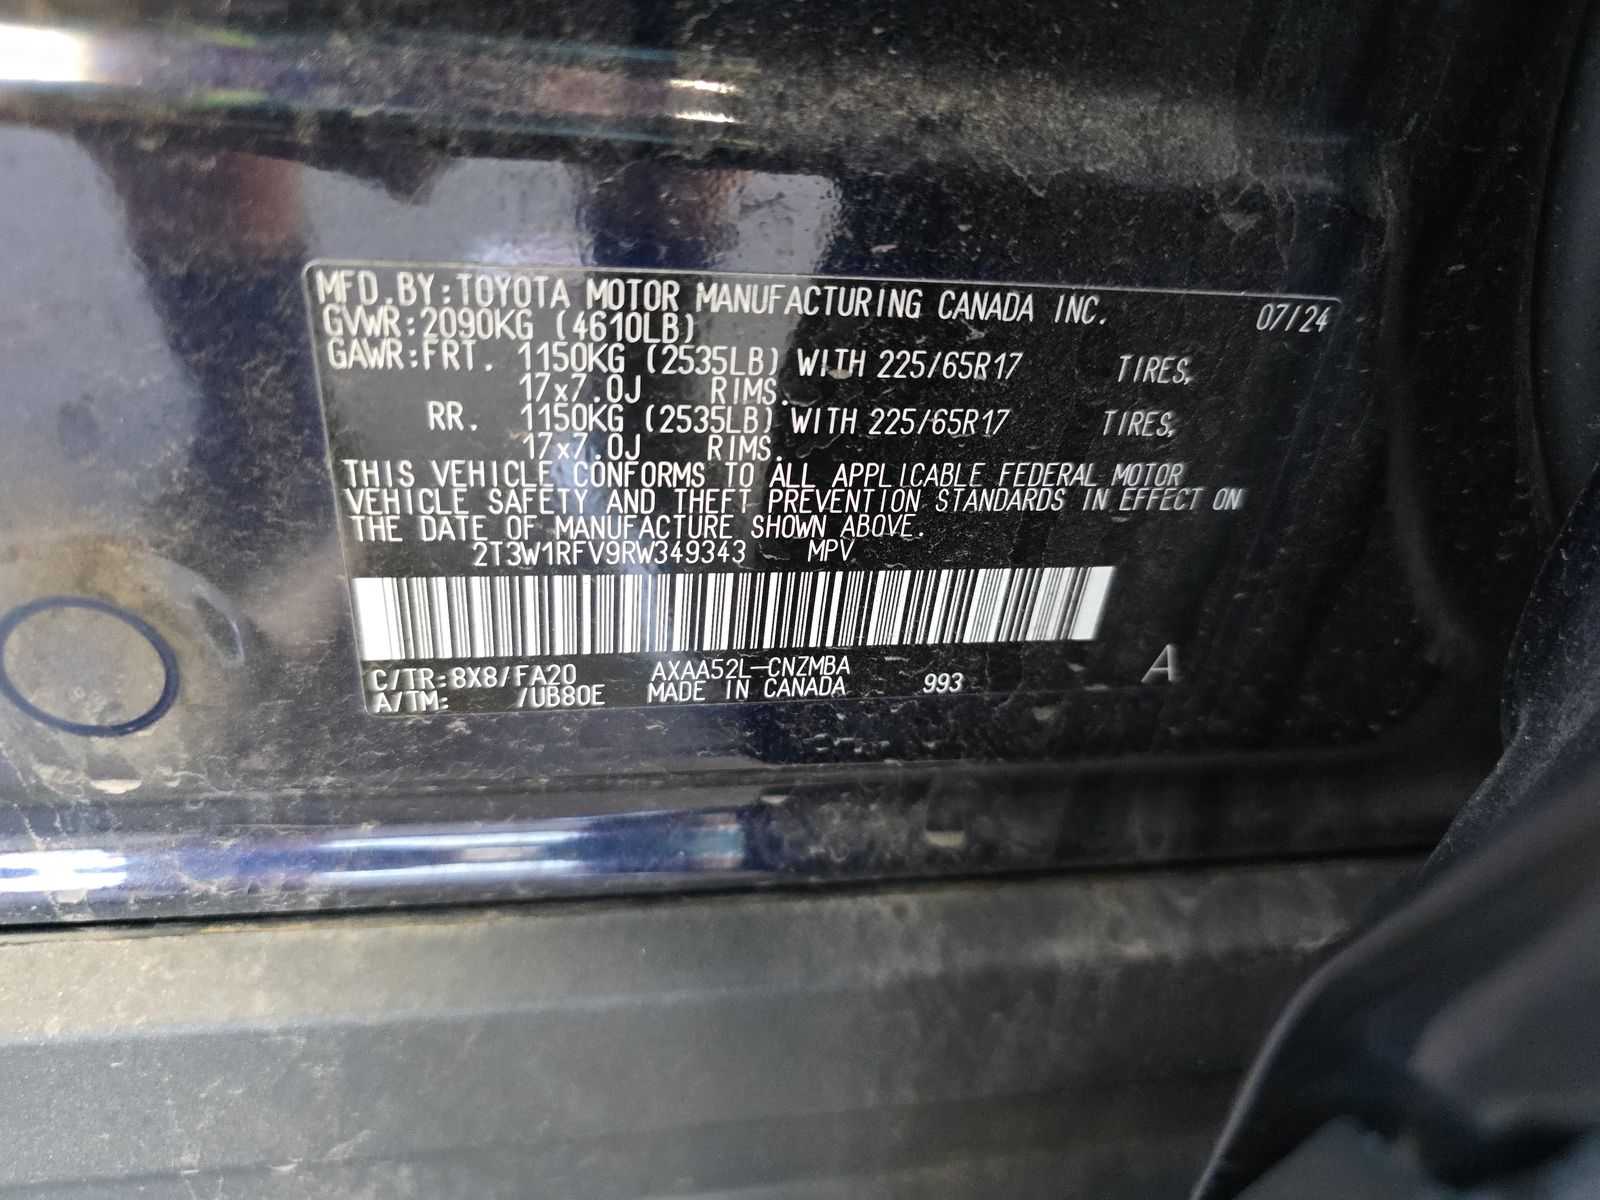 MFD.BY:TOYOTA MOTOR MANUFACTURING CANADA INC. 07/24
GVWR:2090KG (4610LB)
GAWR:FRT. 1150KG (2535LB) WITH 225/65R17 TIRES,
17x7.0J RIMS.
RR. 1150KG (2535LB) WITH 225/65R17 TIRES,
17x7.0J RIMS.
THIS VEHICLE CONFORMS TO ALL APPLICABLE FEDERAL MOTOR
VEHICLE SAFETY AND THEFT PREVENTION STANDARDS IN EFFECT ON
THE DATE OF MANUFACTURE SHOWN ABOVE.
2T3W1RFV9RW349343 MPV
C/TR:8X8/FA20 AXAA52L-CNZMBA A
A/TM: /UB80E MADE IN CANADA 993